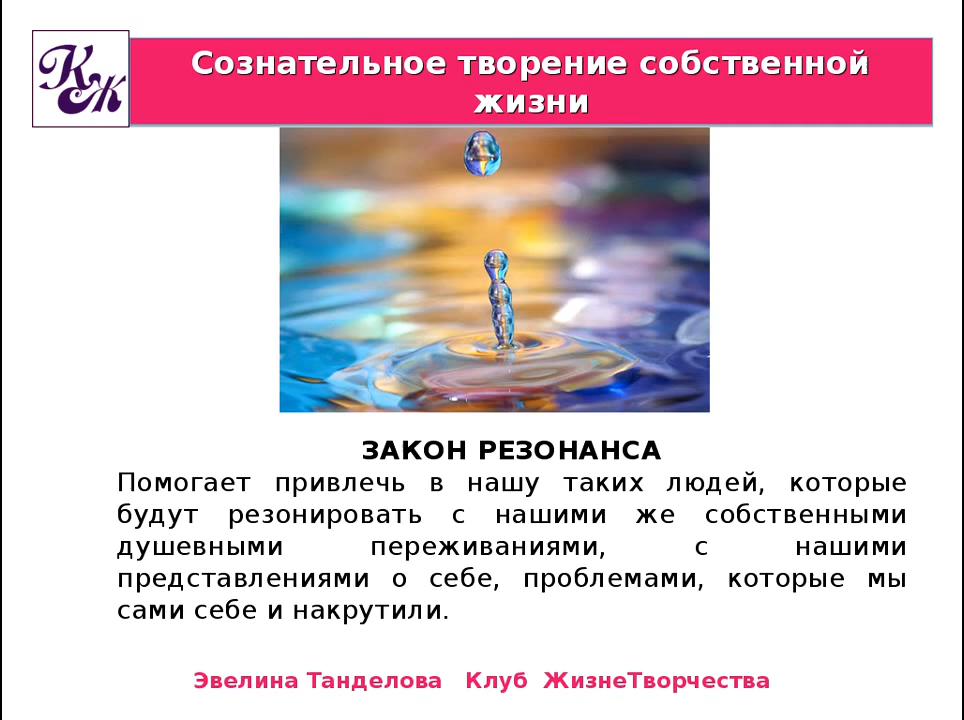 КЖ
Сознательное творение собственной
жизни
ЗАКОН РЕЗОНАНСА
Помогает привлечь в нашу таких людей, которые
будут резонировать с нашими же собственными
душевными переживаниями, с нашими
представлениями о себе, проблемами, которые мы
сами себе и накрутили.
Эвелина Танделова Клуб ЖизнеТворчества